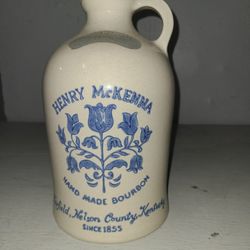 HENRY McKENNA
HAND MADE BOURBON
Nelson County, Kentucky
SINCE 1855